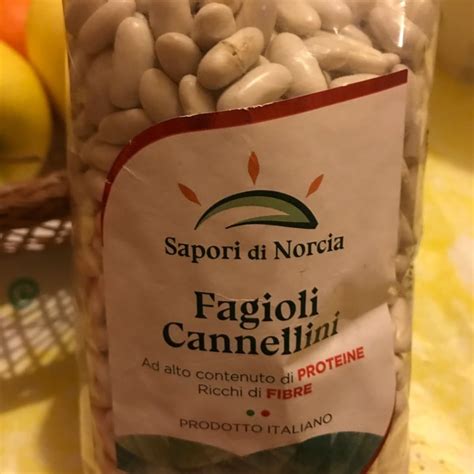 Sapori di Norcia
Fagioli
Cannellini
Ad alto contenuto di PROTEINE
Ricchi di FIBRE
PRODOTTO ITALIANO